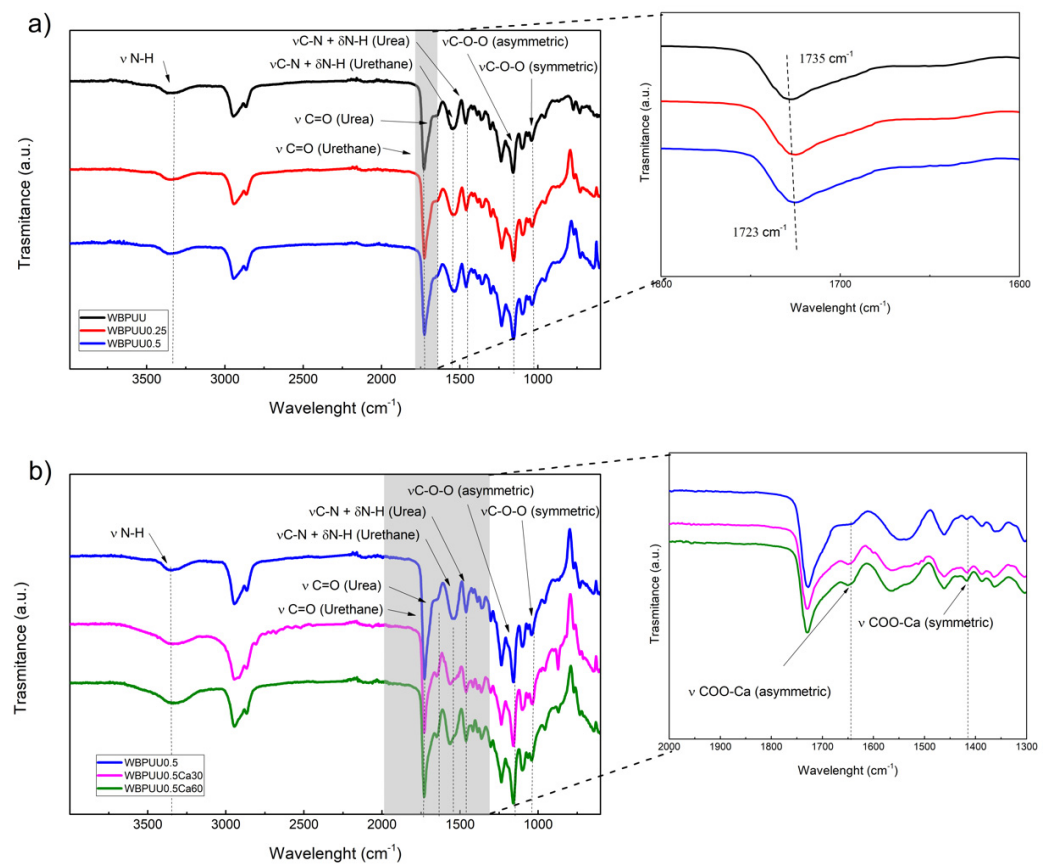 a)
ν N-H
νC-N + δN-H (Urea)
νC-N + δN-H (Urethane)
νC-O-O (asymmetric)
νC-O-O (symmetric)
ν C=O (Urea)
ν C=O (Urethane)
Trasmitance (a.u.)
WBPUU
WBPUU0.25
WBPUU0.5
3500 3000 2500 2000 1500 1000
Wavelenght (cm⁻¹)
1735 cm⁻¹
1723 cm⁻¹
Trasmitance (a.u.)
1800 1700 1600
Wavelenght (cm⁻¹)
b)
ν N-H
νC-O-O (asymmetric)
νC-N + δN-H (Urea)
νC-O-O (symmetric)
νC-N + δN-H (Urethane)
ν C=O (Urea)
ν C=O (Urethane)
Trasmitance (a.u.)
WBPUU0.5
WBPUU0.5Ca30
WBPUU0.5Ca60
3500 3000 2500 2000 1500 1000
Wavelenght (cm⁻¹)
ν COO-Ca (symmetric)
ν COO-Ca (asymmetric)
Trasmitance (a.u.)
2000 1900 1800 1700 1600 1500 1400 1300
Wavelenght (cm⁻¹)